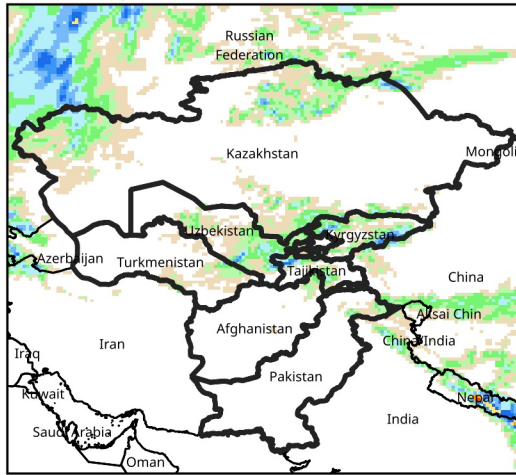 Russian
Federation
Kazakhstan
Mongoli
Uzbekistan
Kyrgyzstan
Azerbaijan
Turkmenistan
Tajikistan
China
Aksai Chin
Afghanistan
Iran
China/India
Iraq
Pakistan
Kuwait
Nepal
India
Saudi Arabia
Oman